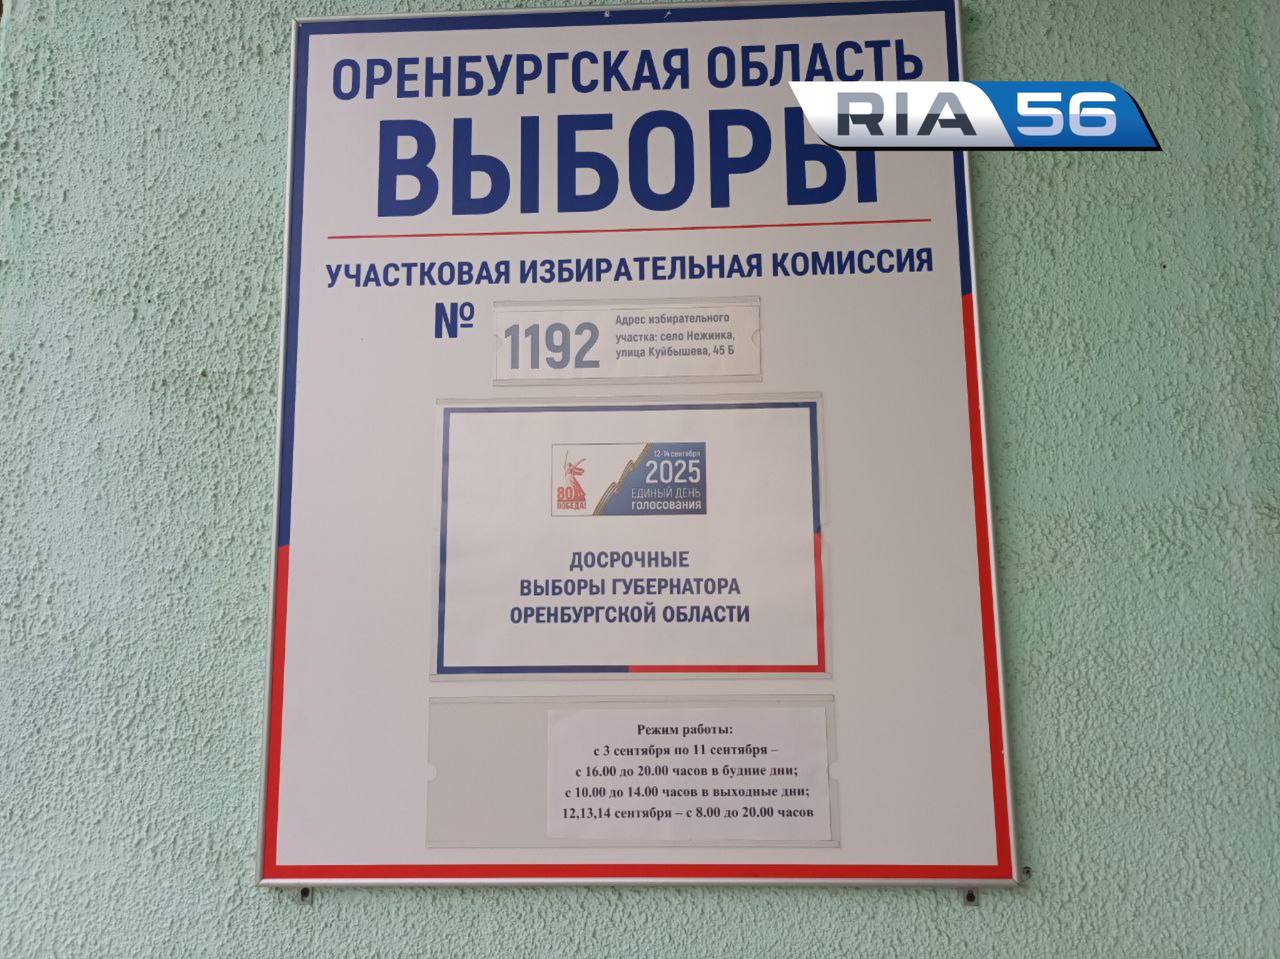 ОРЕНБУРГСКАЯ ОБЛАСТЬ
RIA 56
ВЫБОРЫ
УЧАСТКОВАЯ ИЗБИРАТЕЛЬНАЯ КОМИССИЯ
№ 1192
Адрес избирательного
участка: село Нежинка,
улица Куйбышева, 45 Б
12-14 сентября
2025
ЕДИНЫЙ ДЕНЬ
ГОЛОСОВАНИЯ
80
ПОБЕДА!
ДОСРОЧНЫЕ
ВЫБОРЫ ГУБЕРНАТОРА
ОРЕНБУРГСКОЙ ОБЛАСТИ
Режим работы:
с 3 сентября по 11 сентября –
с 16.00 до 20.00 часов в будние дни;
с 10.00 до 14.00 часов в выходные дни;
12,13,14 сентября – с 8.00 до 20.00 часов